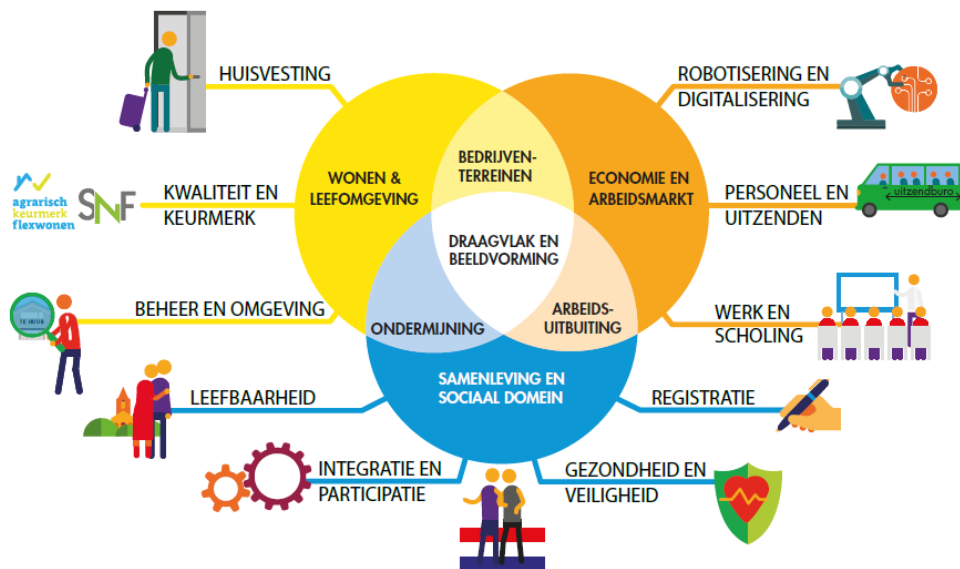 HUISVESTING
ROBOTISERING EN
DIGITALISERING
agrarisch
keurmerk
flexwonen
SNF
KWALITEIT EN
KEURMERK
WONEN &
LEEFOMGEVING
BEDRIJVEN-
TERREINEN
ECONOMIE EN
ARBEIDSMARKT
PERSONEEL EN
UITZENDEN
uitzendburo
DRAAGVLAK EN
BEELDVORMING
TE HUUR
BEHEER EN OMGEVING
ONDERMIJNING
ARBEIDS-
UITBUITING
WERK EN
SCHOLING
LEEFBAARHEID
SAMENLEVING EN
SOCIAAL DOMEIN
REGISTRATIE
INTEGRATIE EN
PARTICIPATIE
GEZONDHEID EN
VEILIGHEID